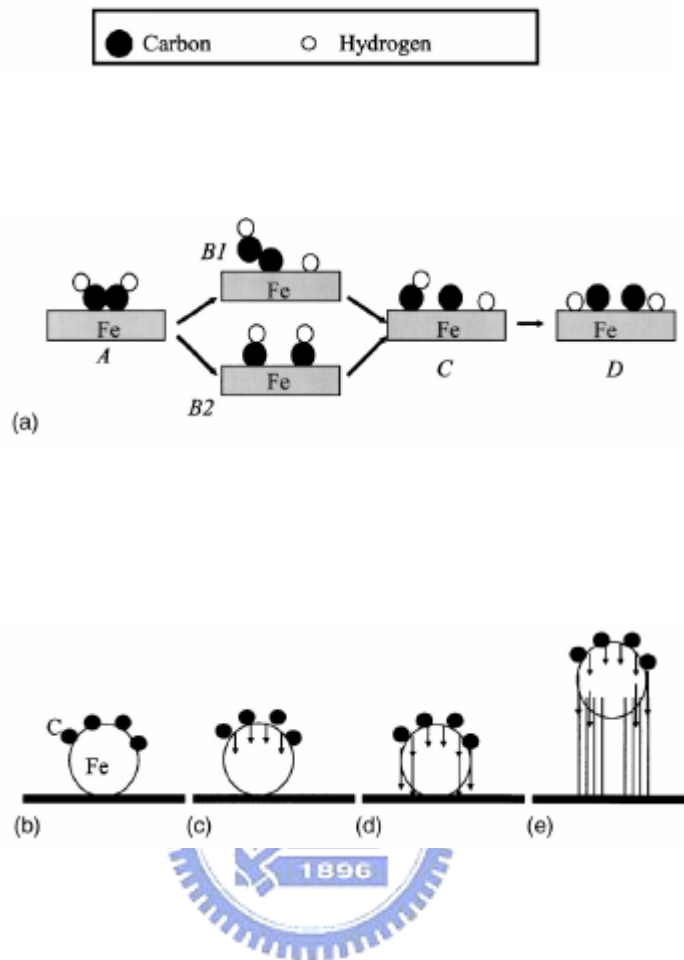 Carbon Hydrogen
B1
Fe
Fe
A
Fe
B2
Fe
C
Fe
D
(a)
C
Fe
(b) (c) (d) (e)
1896